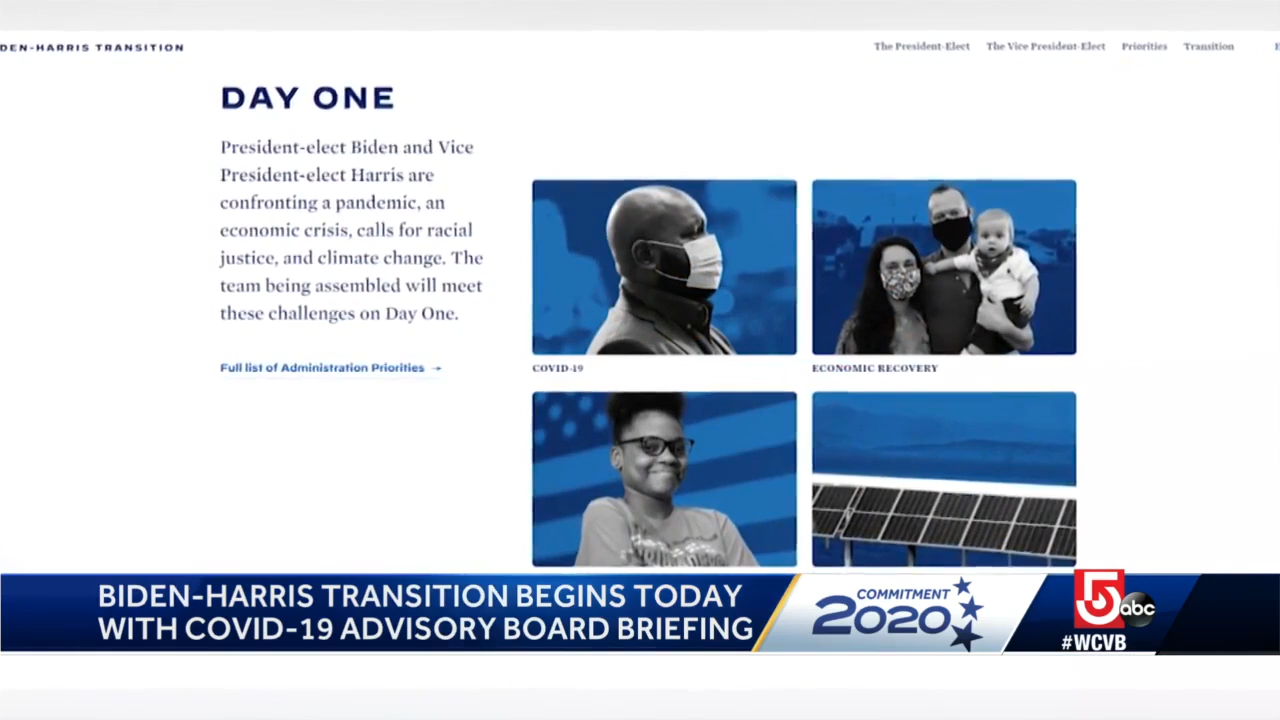 DEN-HARRIS TRANSITION
The President-Elect The Vice President-Elect Priorities Transition
DAY ONE
President-elect Biden and Vice
President-elect Harris are
confronting a pandemic, an
economic crisis, calls for racial
justice, and climate change. The
team being assembled will meet
these challenges on Day One.
Full list of Administration Priorities →
COVID-19
ECONOMIC RECOVERY
BIDEN-HARRIS TRANSITION BEGINS TODAY
WITH COVID-19 ADVISORY BOARD BRIEFING
COMMITMENT
2020
5 abc
#WCVB